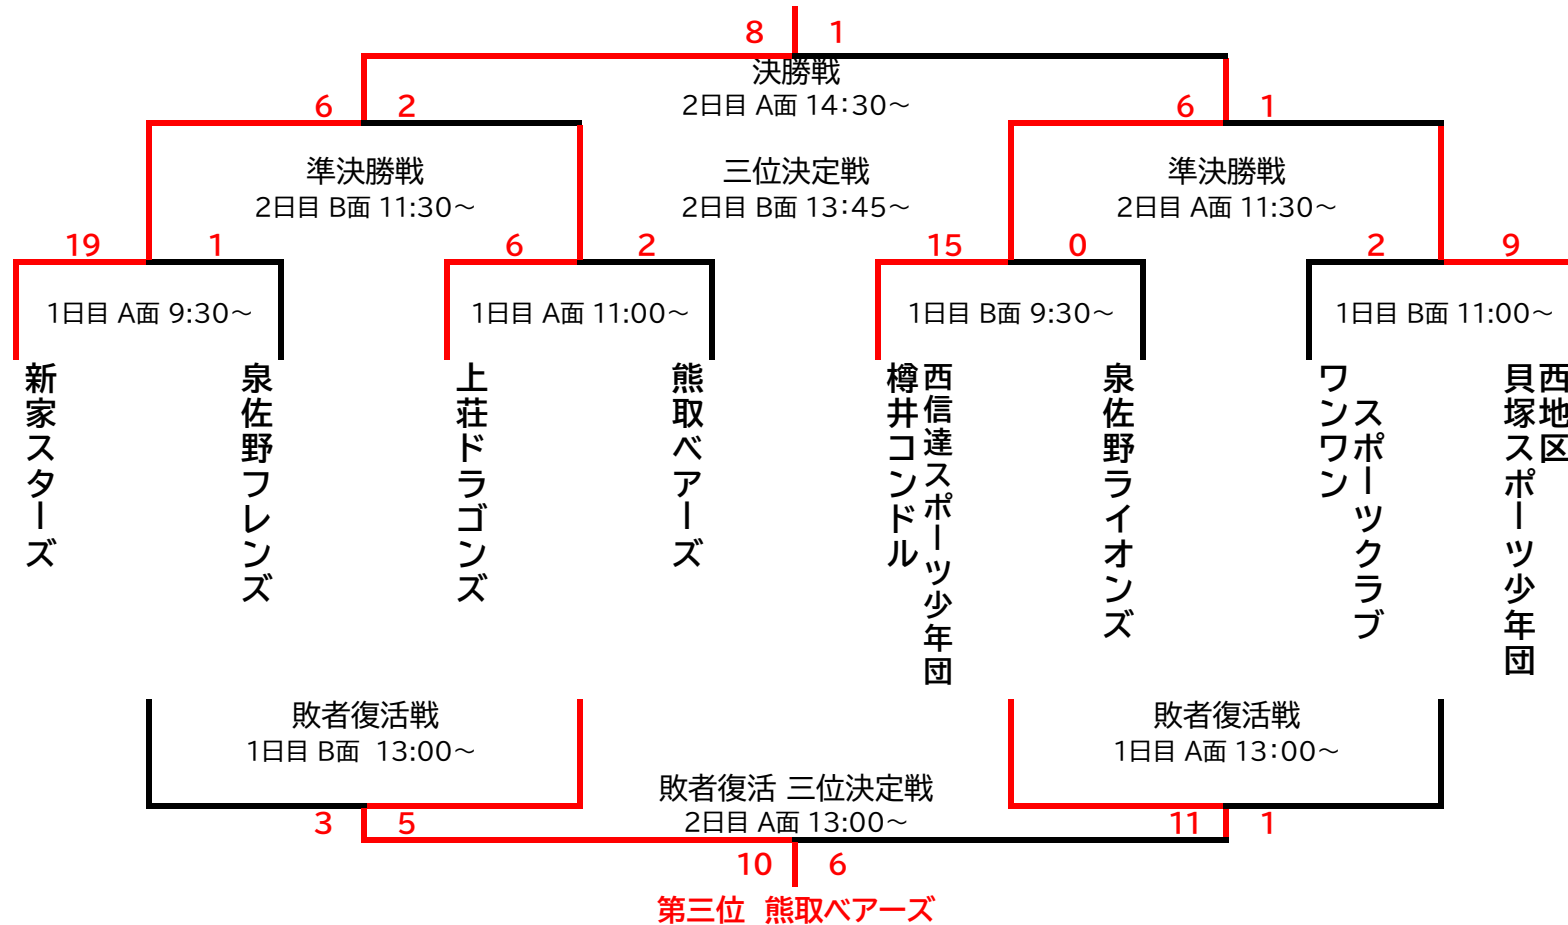 8 1
決勝戦
2日目 A面 14:30～
6 2
6 1
準決勝戦
2日目 B面 11:30～
三位決定戦
2日目 B面 13:45～
準決勝戦
2日目 A面 11:30～
19 1
6 2
15 0
2 9
1日目 A面 9:30～
1日目 A面 11:00～
1日目 B面 9:30～
1日目 B面 11:00～
新家スターズ
泉佐野フレンズ
上荘ドラゴンズ
熊取ベアーズ
西信達スポーツ少年団
樽井コンドル
泉佐野ライオンズ
ワンワン
スポーツクラブ
西地区
貝塚スポーツ少年団
敗者復活戦
1日目 B面 13:00～
敗者復活戦
1日目 A面 13:00～
3 5
敗者復活 三位決定戦
2日目 A面 13:00～
11 1
10 6
第三位 熊取ベアーズ